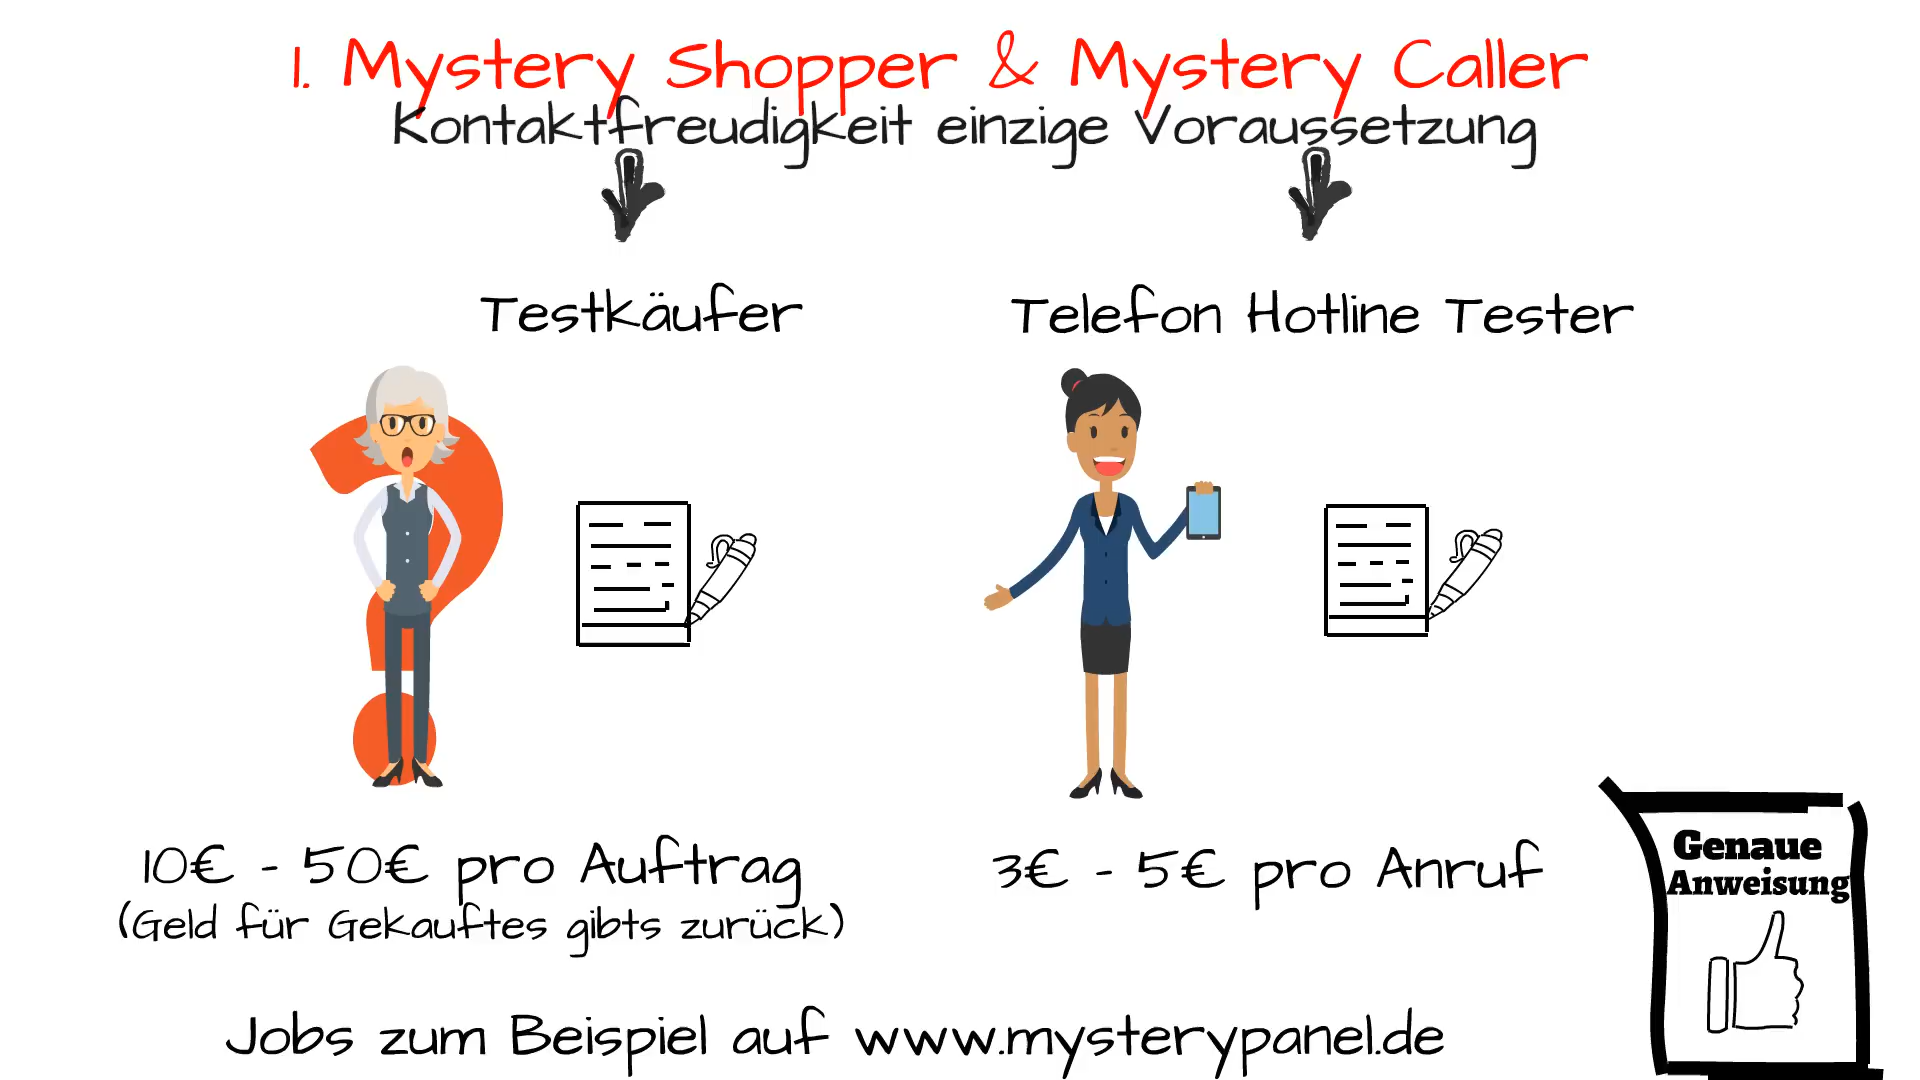 1. Mystery Shopper & Mystery Caller
Kontaktfreudigkeit einzige Voraussetzung
Testkäufer
Telefon Hotline Tester
10€ - 50€ pro Auftrag
(Geld für Gekauftes gibts zurück)
3€ - 5€ pro Anruf
Genaue
Anweisung
Jobs zum Beispiel auf www.mysterypanel.de